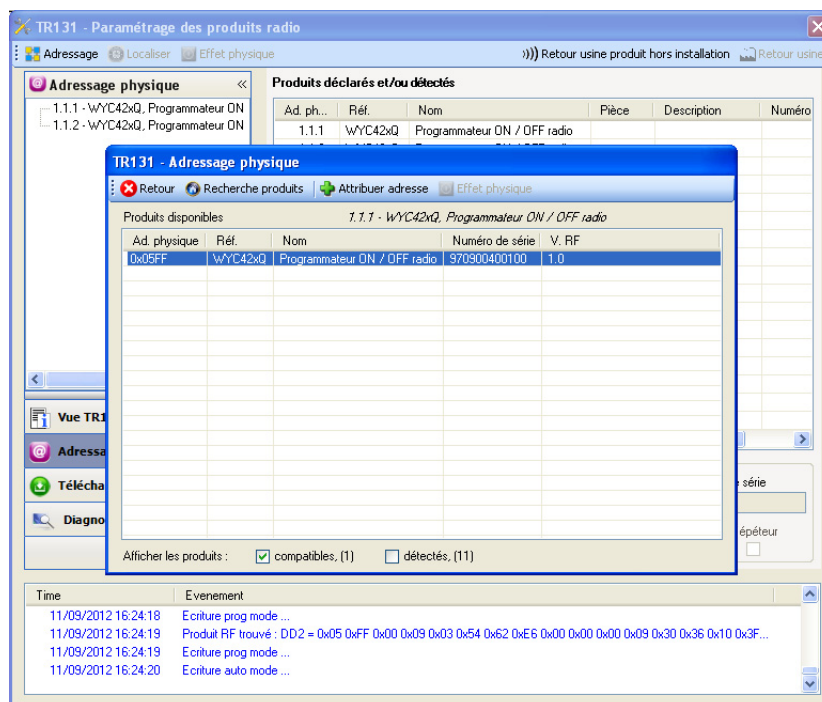 TR131 - Paramétrage des produits radio
Adressage Localiser Effet physique ))) Retour usine produit hors installation Retour usine
Adressage physique «
1.1.1 - WYC42xQ, Programmateur ON
1.1.2 - WYC42xQ, Programmateur ON
Produits déclarés et/ou détectés
Ad. ph... Réf. Nom Pièce Description Numéro
1.1.1 WYC42xQ Programmateur ON / OFF radio
TR131 - Adressage physique
Retour Recherche produits Attribuer adresse Effet physique
Produits disponibles 1.1.1 - WYC42xQ, Programmateur ON / OFF radio
Ad. physique Réf. Nom Numéro de série V. RF
0x05FF WYC42xQ Programmateur ON / OFF radio 970900400100 1.0
Afficher les produits : compatibles, (1) détectés, (11)
Vue TR1
Adressa
Télécha
Diagno
série
épéteur
Time Evenement
11/09/2012 16:24:18 Ecriture prog mode ...
11/09/2012 16:24:19 Produit RF trouvé : DD2 = 0x05 0xFF 0x00 0x09 0x03 0x54 0x62 0xE6 0x00 0x00 0x00 0x09 0x30 0x36 0x10 0x3F...
11/09/2012 16:24:19 Ecriture prog mode ...
11/09/2012 16:24:20 Ecriture auto mode ...